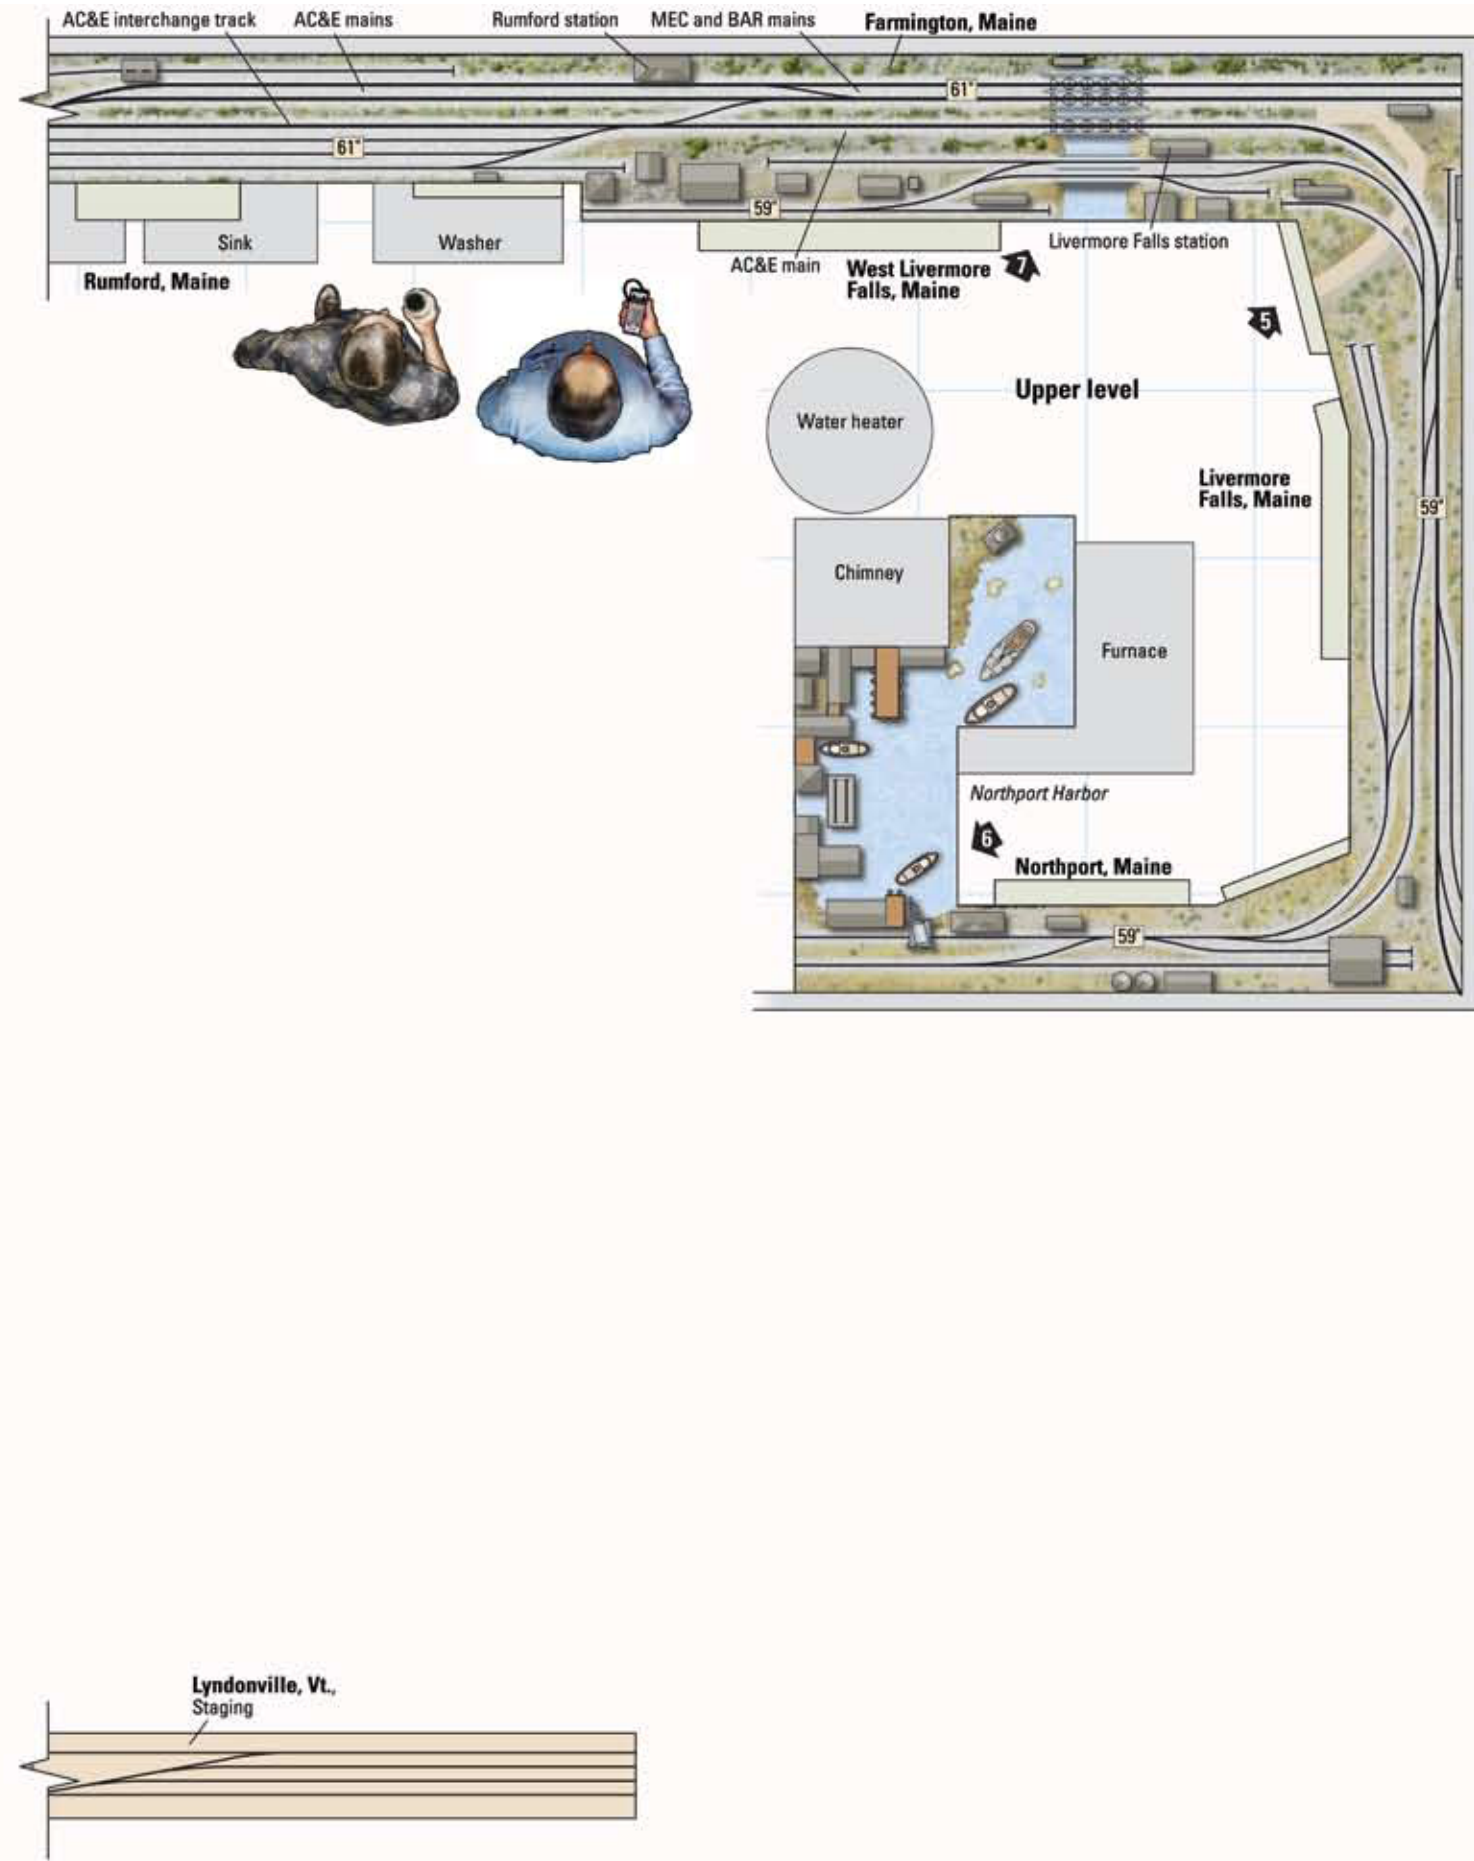 AC&E interchange track
AC&E mains
Rumford station
MEC and BAR mains
Farmington, Maine
61"
61"
59"
Sink
Washer
Rumford, Maine
AC&E main
West Livermore
Falls, Maine
7
Livermore Falls station
5
Upper level
Water heater
Livermore
Falls, Maine
59"
Chimney
Furnace
Northport Harbor
6
Northport, Maine
59"
Lyndonville, Vt.,
Staging